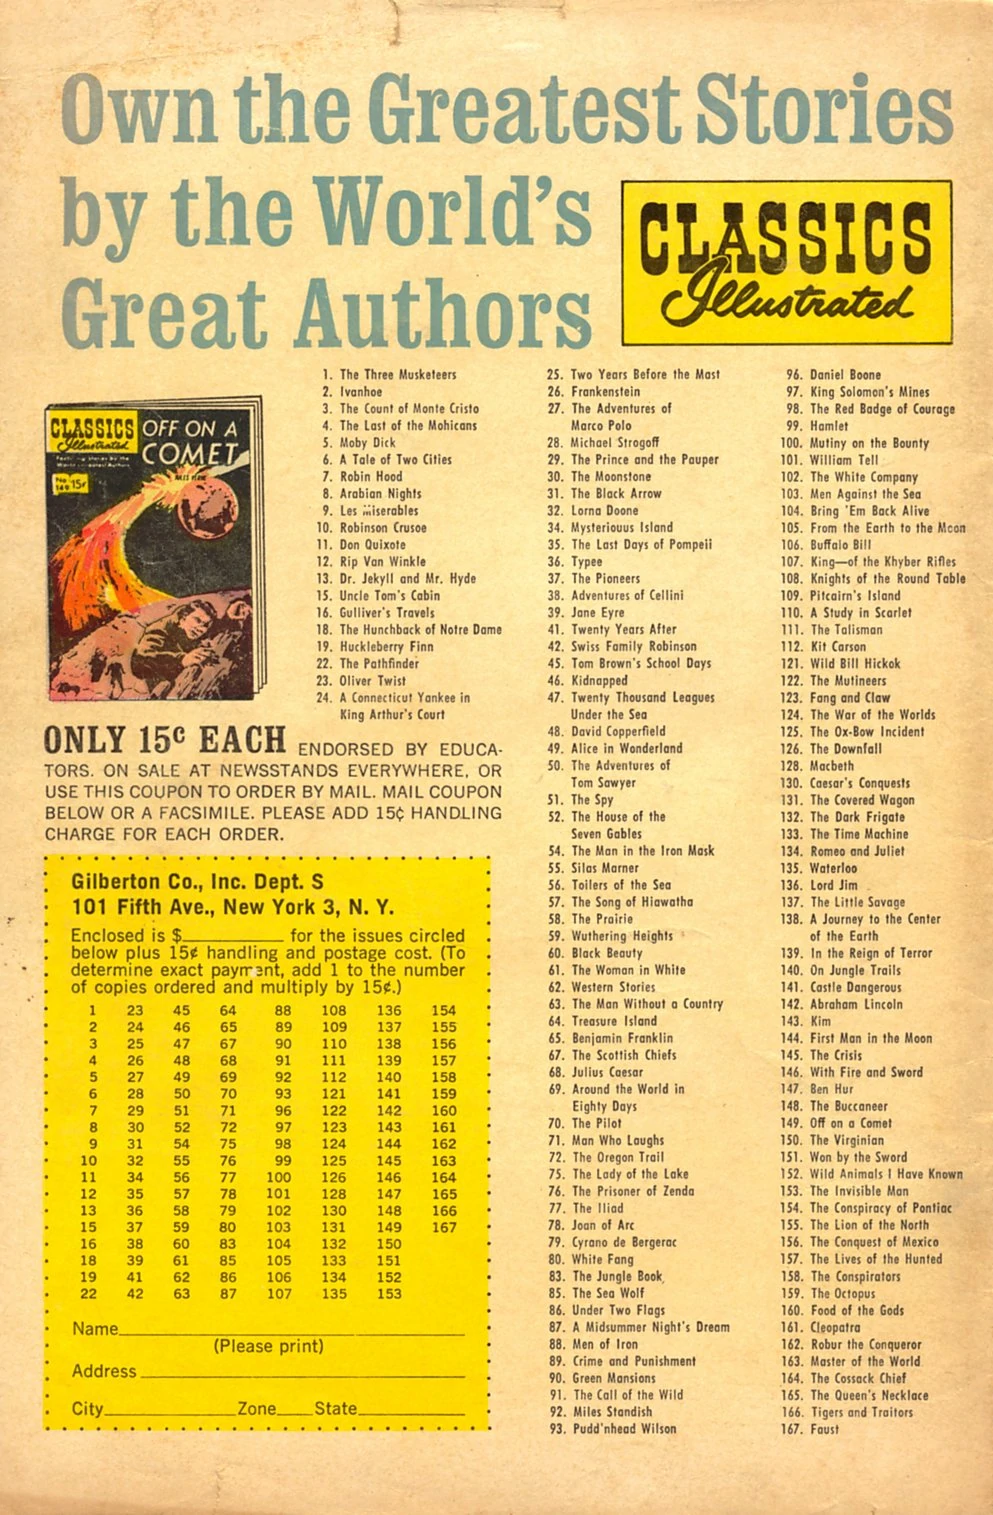 Own the Greatest Stories
by the World's
Great Authors
CLASSICS
Illustrated
CLASSICS
Illustrated
OFF ON A
COMET
JULES VERNE
No.
149
15¢
1. The Three Musketeers
2. Ivanhoe
3. The Count of Monte Cristo
4. The Last of the Mohicans
5. Moby Dick
6. A Tale of Two Cities
7. Robin Hood
8. Arabian Nights
9. Les Miserables
10. Robinson Crusoe
11. Don Quixote
12. Rip Van Winkle
13. Dr. Jekyll and Mr. Hyde
15. Uncle Tom's Cabin
16. Gulliver's Travels
18. The Hunchback of Notre Dame
19. Huckleberry Finn
22. The Pathfinder
23. Oliver Twist
24. A Connecticut Yankee in
King Arthur's Court
ONLY 15¢ EACH ENDORSED BY EDUCA-
TORS. ON SALE AT NEWSSTANDS EVERYWHERE, OR
USE THIS COUPON TO ORDER BY MAIL. MAIL COUPON
BELOW OR A FACSIMILE. PLEASE ADD 15¢ HANDLING
CHARGE FOR EACH ORDER.
Gilberton Co., Inc. Dept. S
101 Fifth Ave., New York 3, N. Y.
Enclosed is $__________ for the issues circled
below plus 15¢ handling and postage cost. (To
determine exact payment, add 1 to the number
of copies ordered and multiply by 15¢.)
1 23 45 64 88 108 136 154
2 24 46 65 89 109 137 155
3 25 47 67 90 110 138 156
4 26 48 68 91 111 139 157
5 27 49 69 92 112 140 158
6 28 50 70 93 121 141 159
7 29 51 71 96 122 142 160
8 30 52 72 97 123 143 161
9 31 54 75 98 124 144 162
10 32 55 76 99 125 145 163
11 34 56 77 100 126 146 164
12 35 57 78 101 128 147 165
13 36 58 79 102 130 148 166
15 37 59 80 103 131 149 167
16 38 60 83 104 132 150
18 39 61 85 105 133 151
19 41 62 86 106 134 152
22 42 63 87 107 135 153
Name__________
(Please print)
Address__________
City__________Zone____State__________
25. Two Years Before the Mast
26. Frankenstein
27. The Adventures of
Marco Polo
28. Michael Strogoff
29. The Prince and the Pauper
30. The Moonstone
31. The Black Arrow
32. Lorna Doone
34. Mysteriouus Island
35. The Last Days of Pompeii
36. Typee
37. The Pioneers
38. Adventures of Cellini
39. Jane Eyre
41. Twenty Years After
42. Swiss Family Robinson
45. Tom Brown's School Days
46. Kidnapped
47. Twenty Thousand Leagues
Under the Sea
48. David Copperfield
49. Alice in Wonderland
50. The Adventures of
Tom Sawyer
51. The Spy
52. The House of the
Seven Gables
54. The Man in the Iron Mask
55. Silas Marner
56. Toilers of the Sea
57. The Song of Hiawatha
58. The Prairie
59. Wuthering Heights
60. Black Beauty
61. The Woman in White
62. Western Stories
63. The Man Without a Country
64. Treasure Island
65. Benjamin Franklin
67. The Scottish Chiefs
68. Julius Caesar
69. Around the World in
Eighty Days
70. The Pilot
71. Man Who Laughs
72. The Oregon Trail
75. The Lady of the Lake
76. The Prisoner of Zenda
77. The Iliad
78. Joan of Arc
79. Cyrano de Bergerac
80. White Fang
83. The Jungle Book
85. The Sea Wolf
86. Under Two Flags
87. A Midsummer Night's Dream
88. Men of Iron
89. Crime and Punishment
90. Green Mansions
91. The Call of the Wild
92. Miles Standish
93. Pudd'nhead Wilson
96. Daniel Boone
97. King Solomon's Mines
98. The Red Badge of Courage
99. Hamlet
100. Mutiny on the Bounty
101. William Tell
102. The White Company
103. Men Against the Sea
104. Bring 'Em Back Alive
105. From the Earth to the Moon
106. Buffalo Bill
107. King—of the Khyber Rifles
108. Knights of the Round Table
109. Pitcairn's Island
110. A Study in Scarlet
111. The Talisman
112. Kit Carson
121. Wild Bill Hickok
122. The Mutineers
123. Fang and Claw
124. The War of the Worlds
125. The Ox-Bow Incident
126. The Downfall
128. Macbeth
130. Caesar's Conquests
131. The Covered Wagon
132. The Dark Frigate
133. The Time Machine
134. Romeo and Juliet
135. Waterloo
136. Lord Jim
137. The Little Savage
138. A Journey to the Center
of the Earth
139. In the Reign of Terror
140. On Jungle Trails
141. Castle Dangerous
142. Abraham Lincoln
143. Kim
144. First Man in the Moon
145. The Crisis
146. With Fire and Sword
147. Ben Hur
148. The Buccaneer
149. Off on a Comet
150. The Virginian
151. Won by the Sword
152. Wild Animals I Have Known
153. The Invisible Man
154. The Conspiracy of Pontiac
155. The Lion of the North
156. The Conquest of Mexico
157. The Lives of the Hunted
158. The Conspirators
159. The Octopus
160. Food of the Gods
161. Cleopatra
162. Robur the Conqueror
163. Master of the World
164. The Cossack Chief
165. The Queen's Necklace
166. Tigers and Traitors
167. Faust